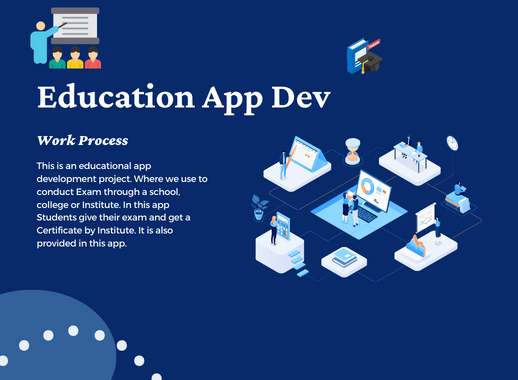 Education App Dev
Work Process
This is an educational app
development project. Where we use to
conduct Exam through a school,
college or Institute. In this app
Students give their exam and get a
Certificate by Institute. It is also
provided in this app.